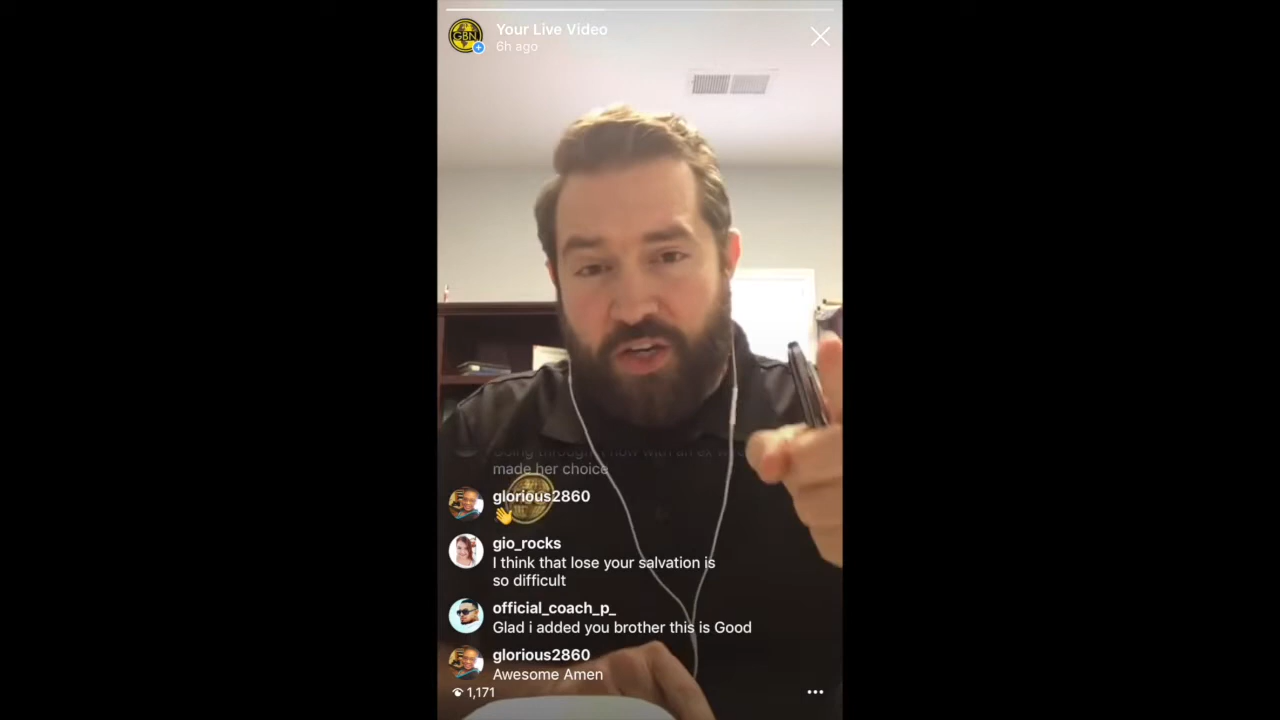 GBN
Your Live Video
6h ago
made her choice
glorious2860
👋
gio_rocks
I think that lose your salvation is
so difficult
official_coach_p_
Glad i added you brother this is Good
glorious2860
Awesome Amen
1,171